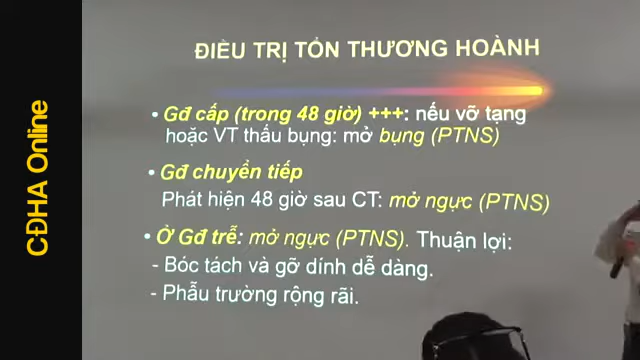 CĐHA Online
ĐIỀU TRỊ TỔN THƯƠNG HOÀNH
• Gđ cấp (trong 48 giờ) +++: nếu vỡ tạng
hoặc VT thấu bụng: mở bụng (PTNS)
• Gđ chuyển tiếp
Phát hiện 48 giờ sau CT: mở ngực (PTNS)
• Ở Gđ trễ: mở ngực (PTNS). Thuận lợi:
- Bóc tách và gỡ dính dễ dàng.
- Phẫu trường rộng rãi.